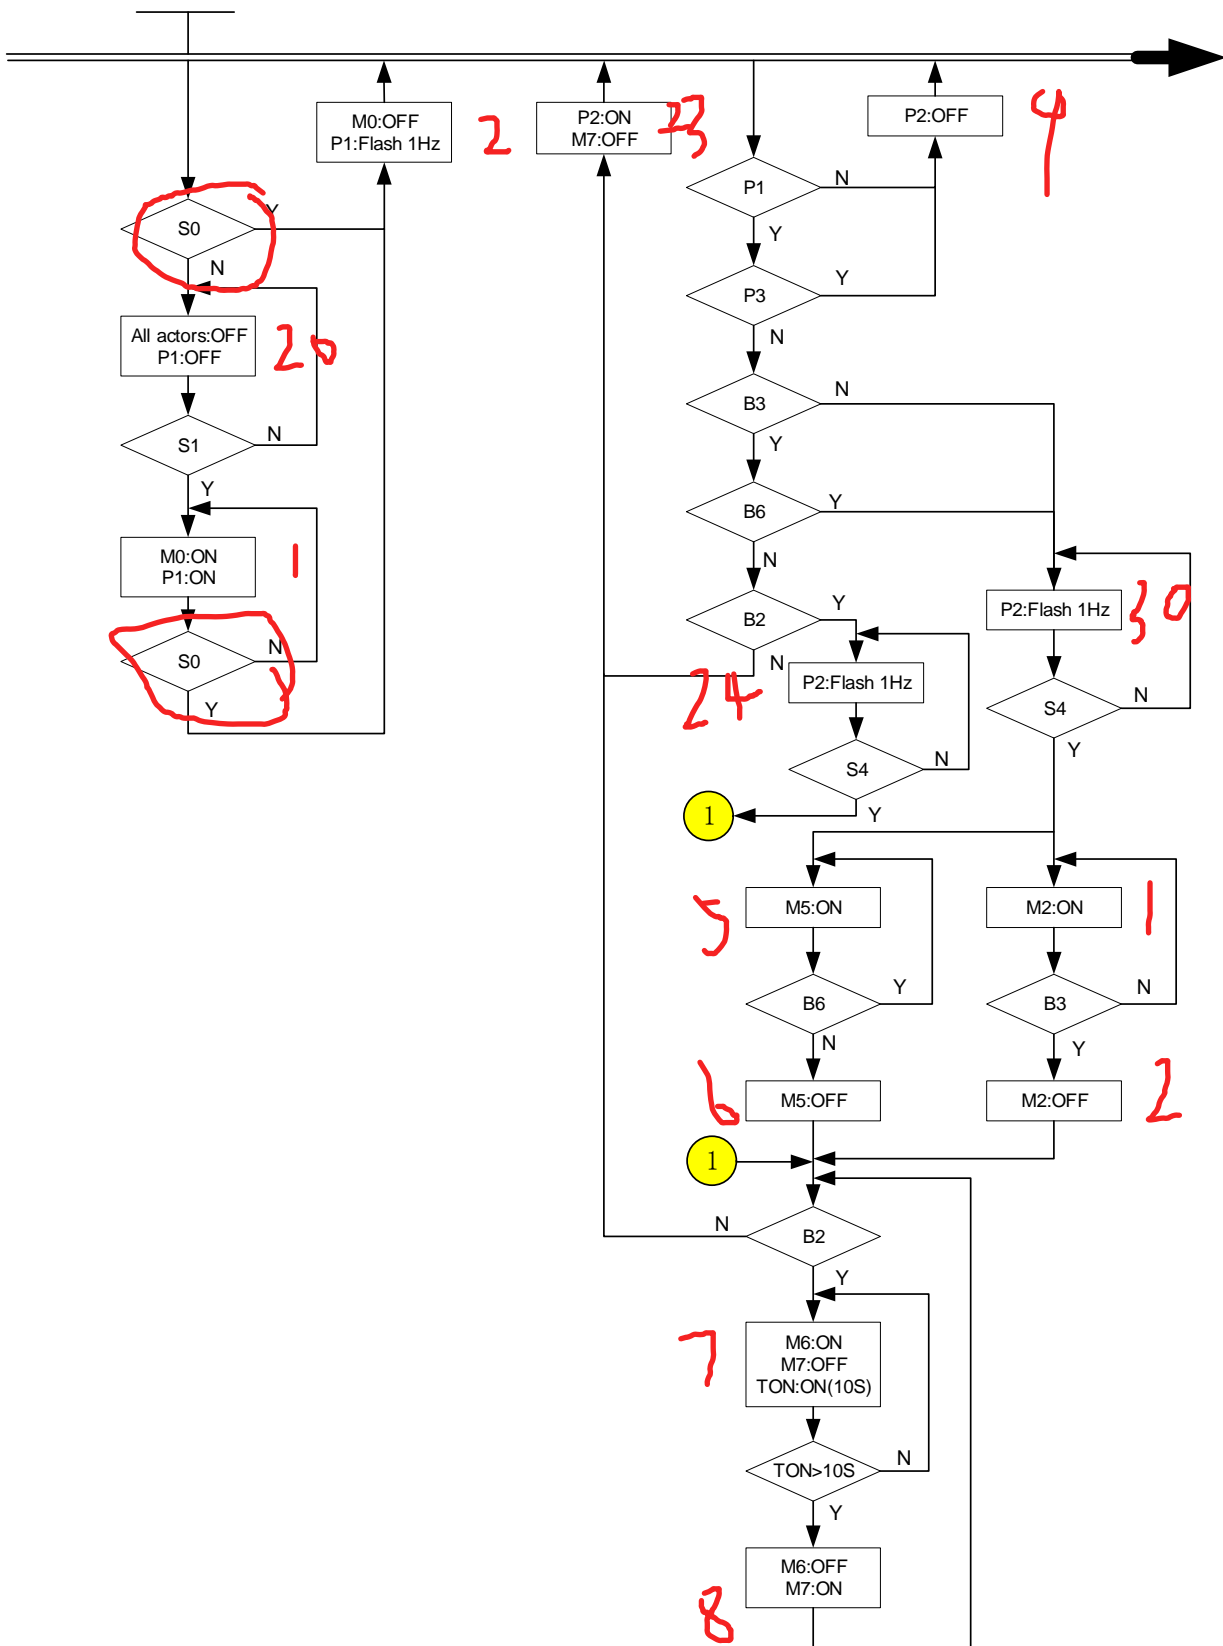 M0:OFF
P1:Flash 1Hz
2
P2:ON
M7:OFF
23
P2:OFF
4
S0
Y
N
All actors:OFF
P1:OFF
20
S1
N
Y
M0:ON
P1:ON
1
S0
N
Y
P1
N
Y
P3
Y
N
B3
N
Y
B6
Y
N
B2
Y
N
24
P2:Flash 1Hz
S4
N
Y
1
P2:Flash 1Hz
30
S4
N
Y
5
M5:ON
B6
Y
N
6
M5:OFF
M2:ON
1
B3
N
Y
M2:OFF
2
1
B2
N
Y
7
M6:ON
M7:OFF
TON:ON(10S)
TON>10S
N
Y
8
M6:OFF
M7:ON